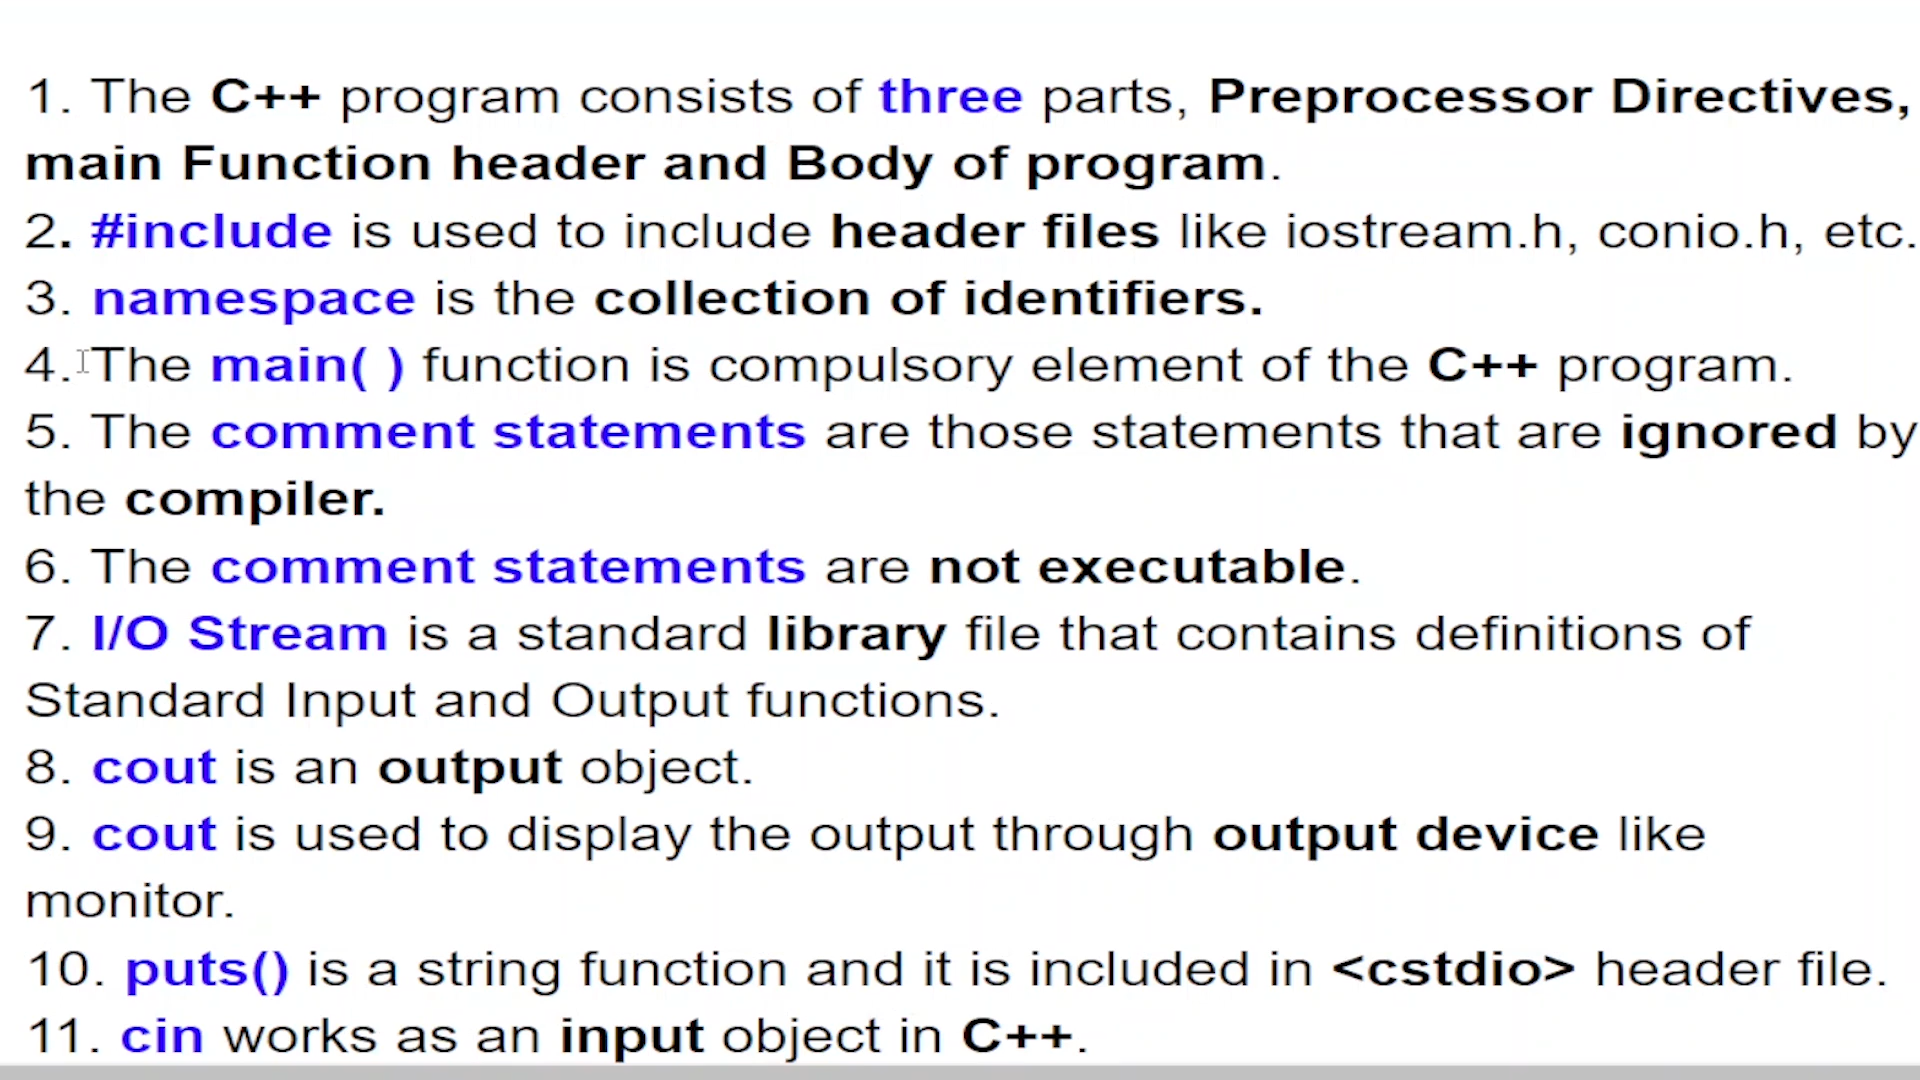 1. The C++ program consists of three parts, Preprocessor Directives,
main Function header and Body of program.
2. #include is used to include header files like iostream.h, conio.h, etc.
3. namespace is the collection of identifiers.
4. The main( ) function is compulsory element of the C++ program.
5. The comment statements are those statements that are ignored by
the compiler.
6. The comment statements are not executable.
7. I/O Stream is a standard library file that contains definitions of
Standard Input and Output functions.
8. cout is an output object.
9. cout is used to display the output through output device like
monitor.
10. puts() is a string function and it is included in <cstdio> header file.
11. cin works as an input object in C++.